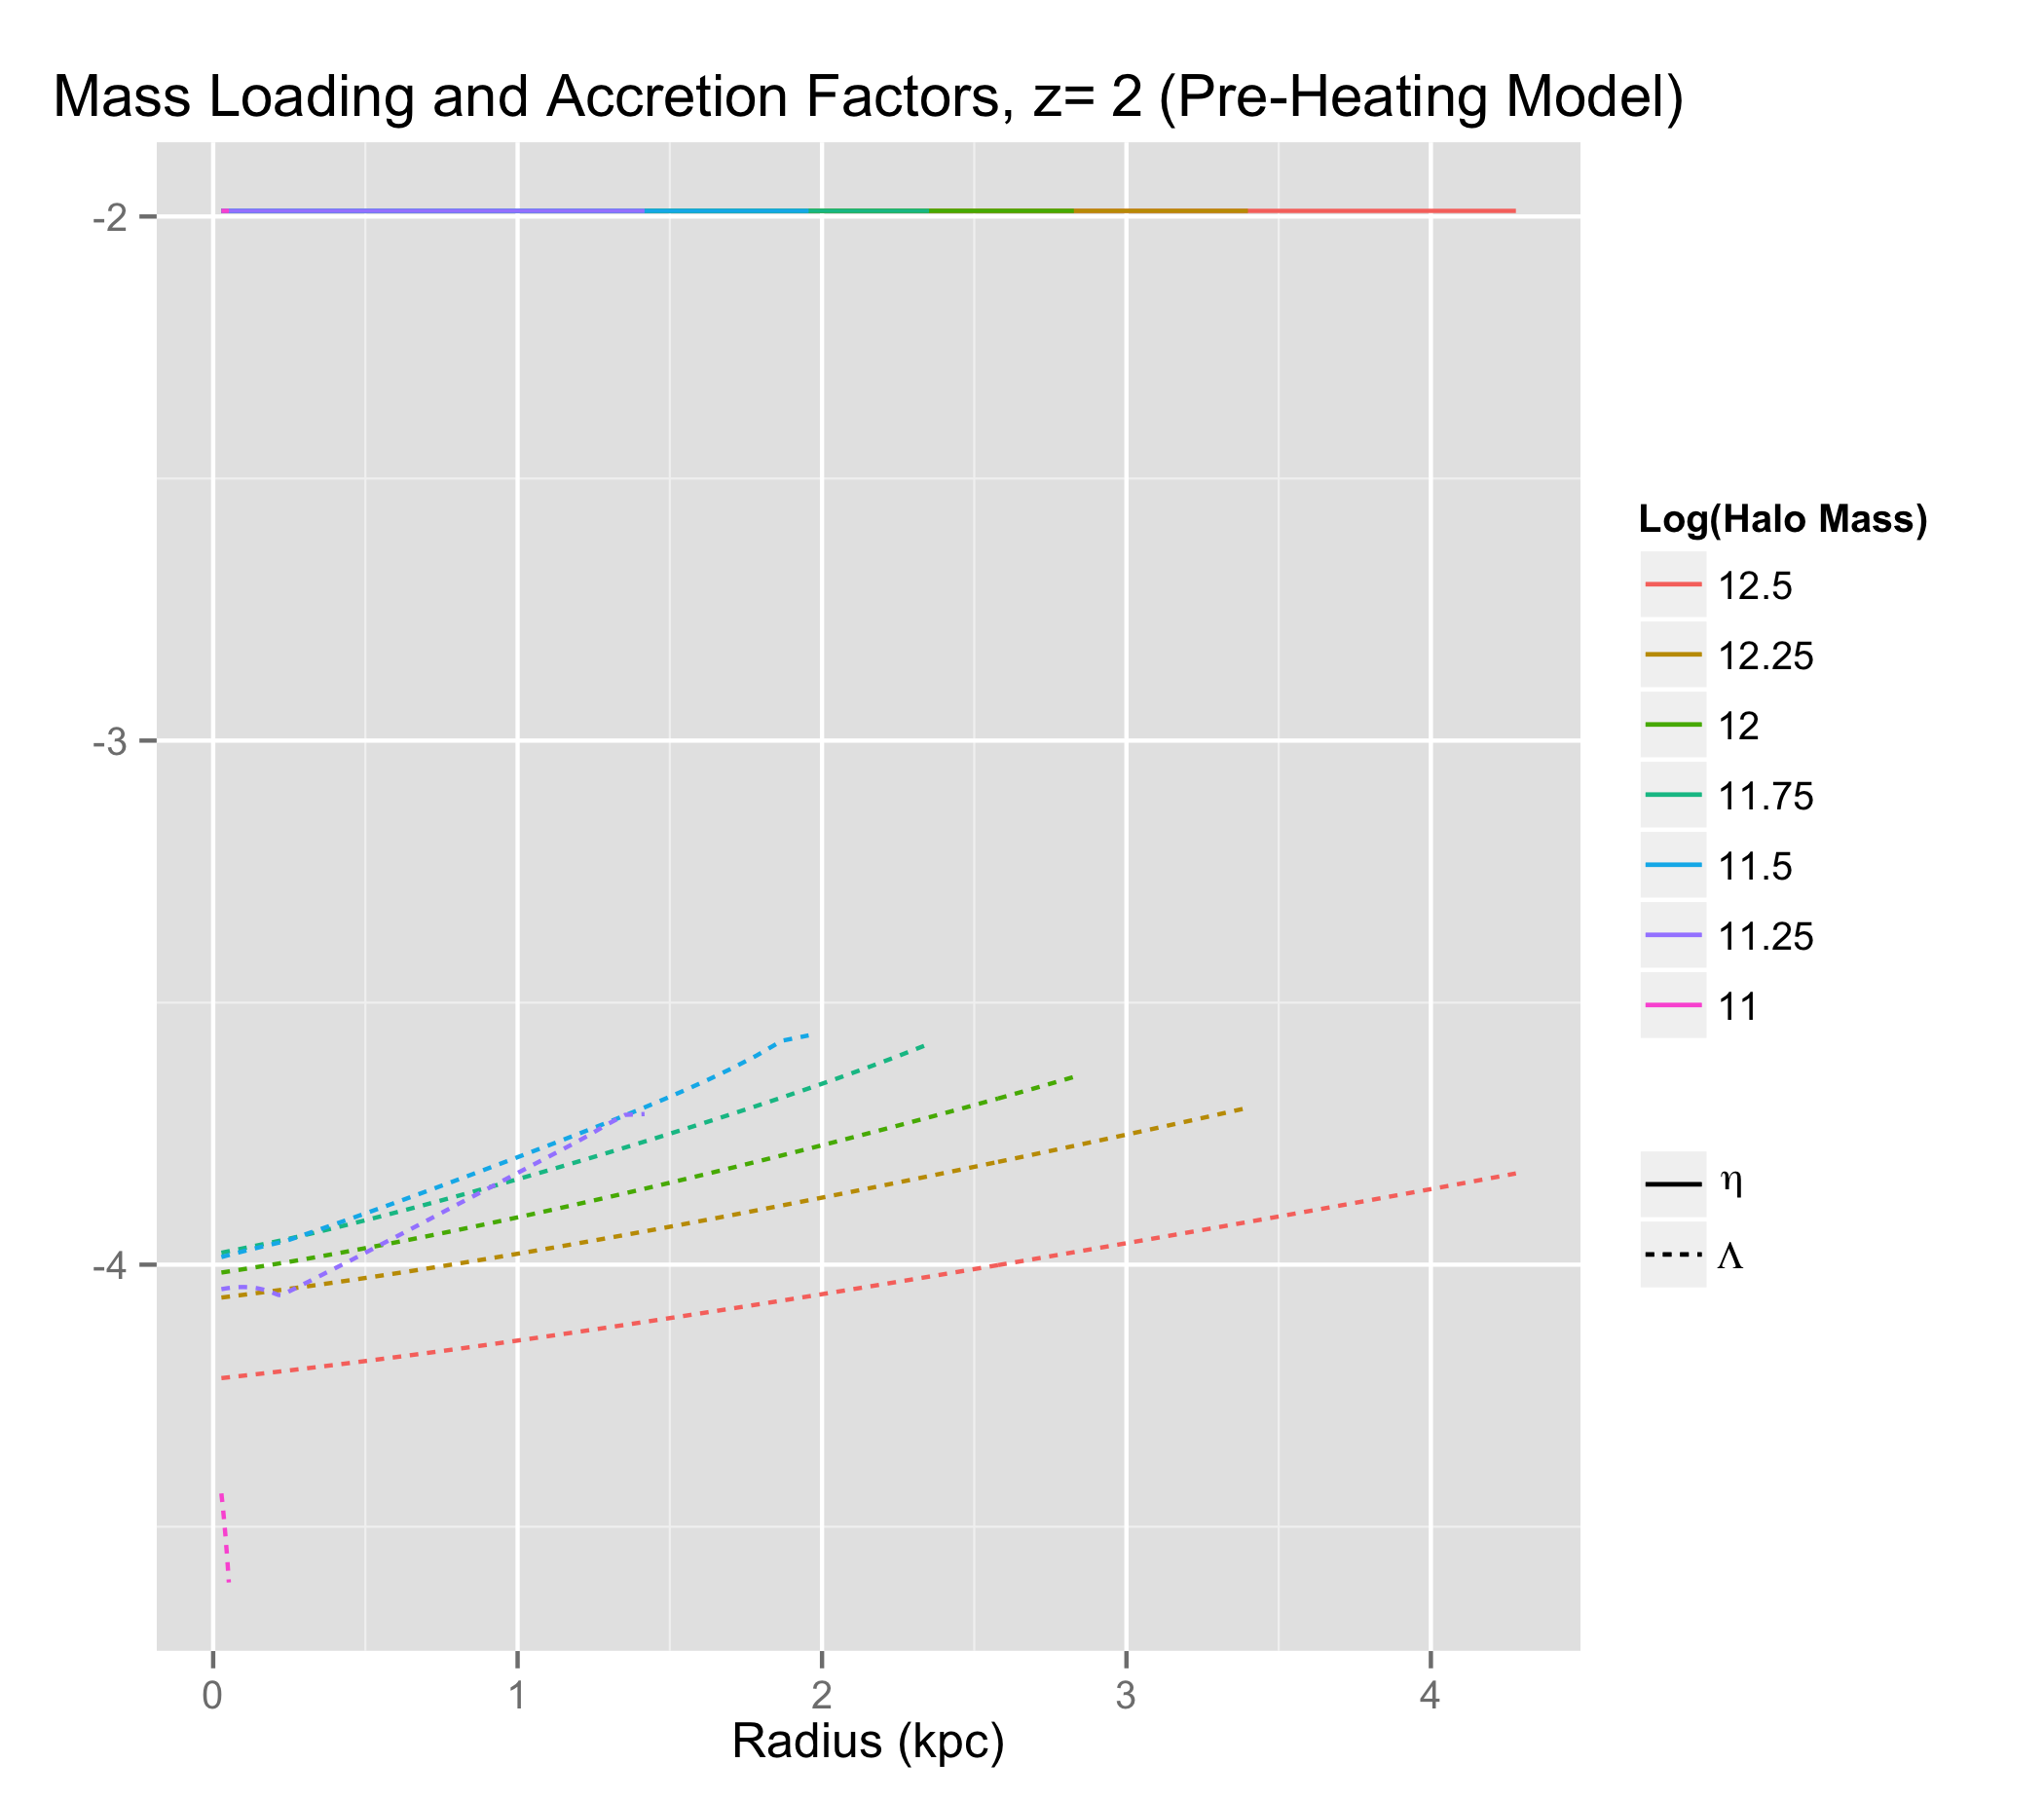 Mass Loading and Accretion Factors, z= 2 (Pre-Heating Model)
-2
-3
-4
0 1 2 3 4
Radius (kpc)
Log(Halo Mass)
12.5
12.25
12
11.75
11.5
11.25
11
η
Λ